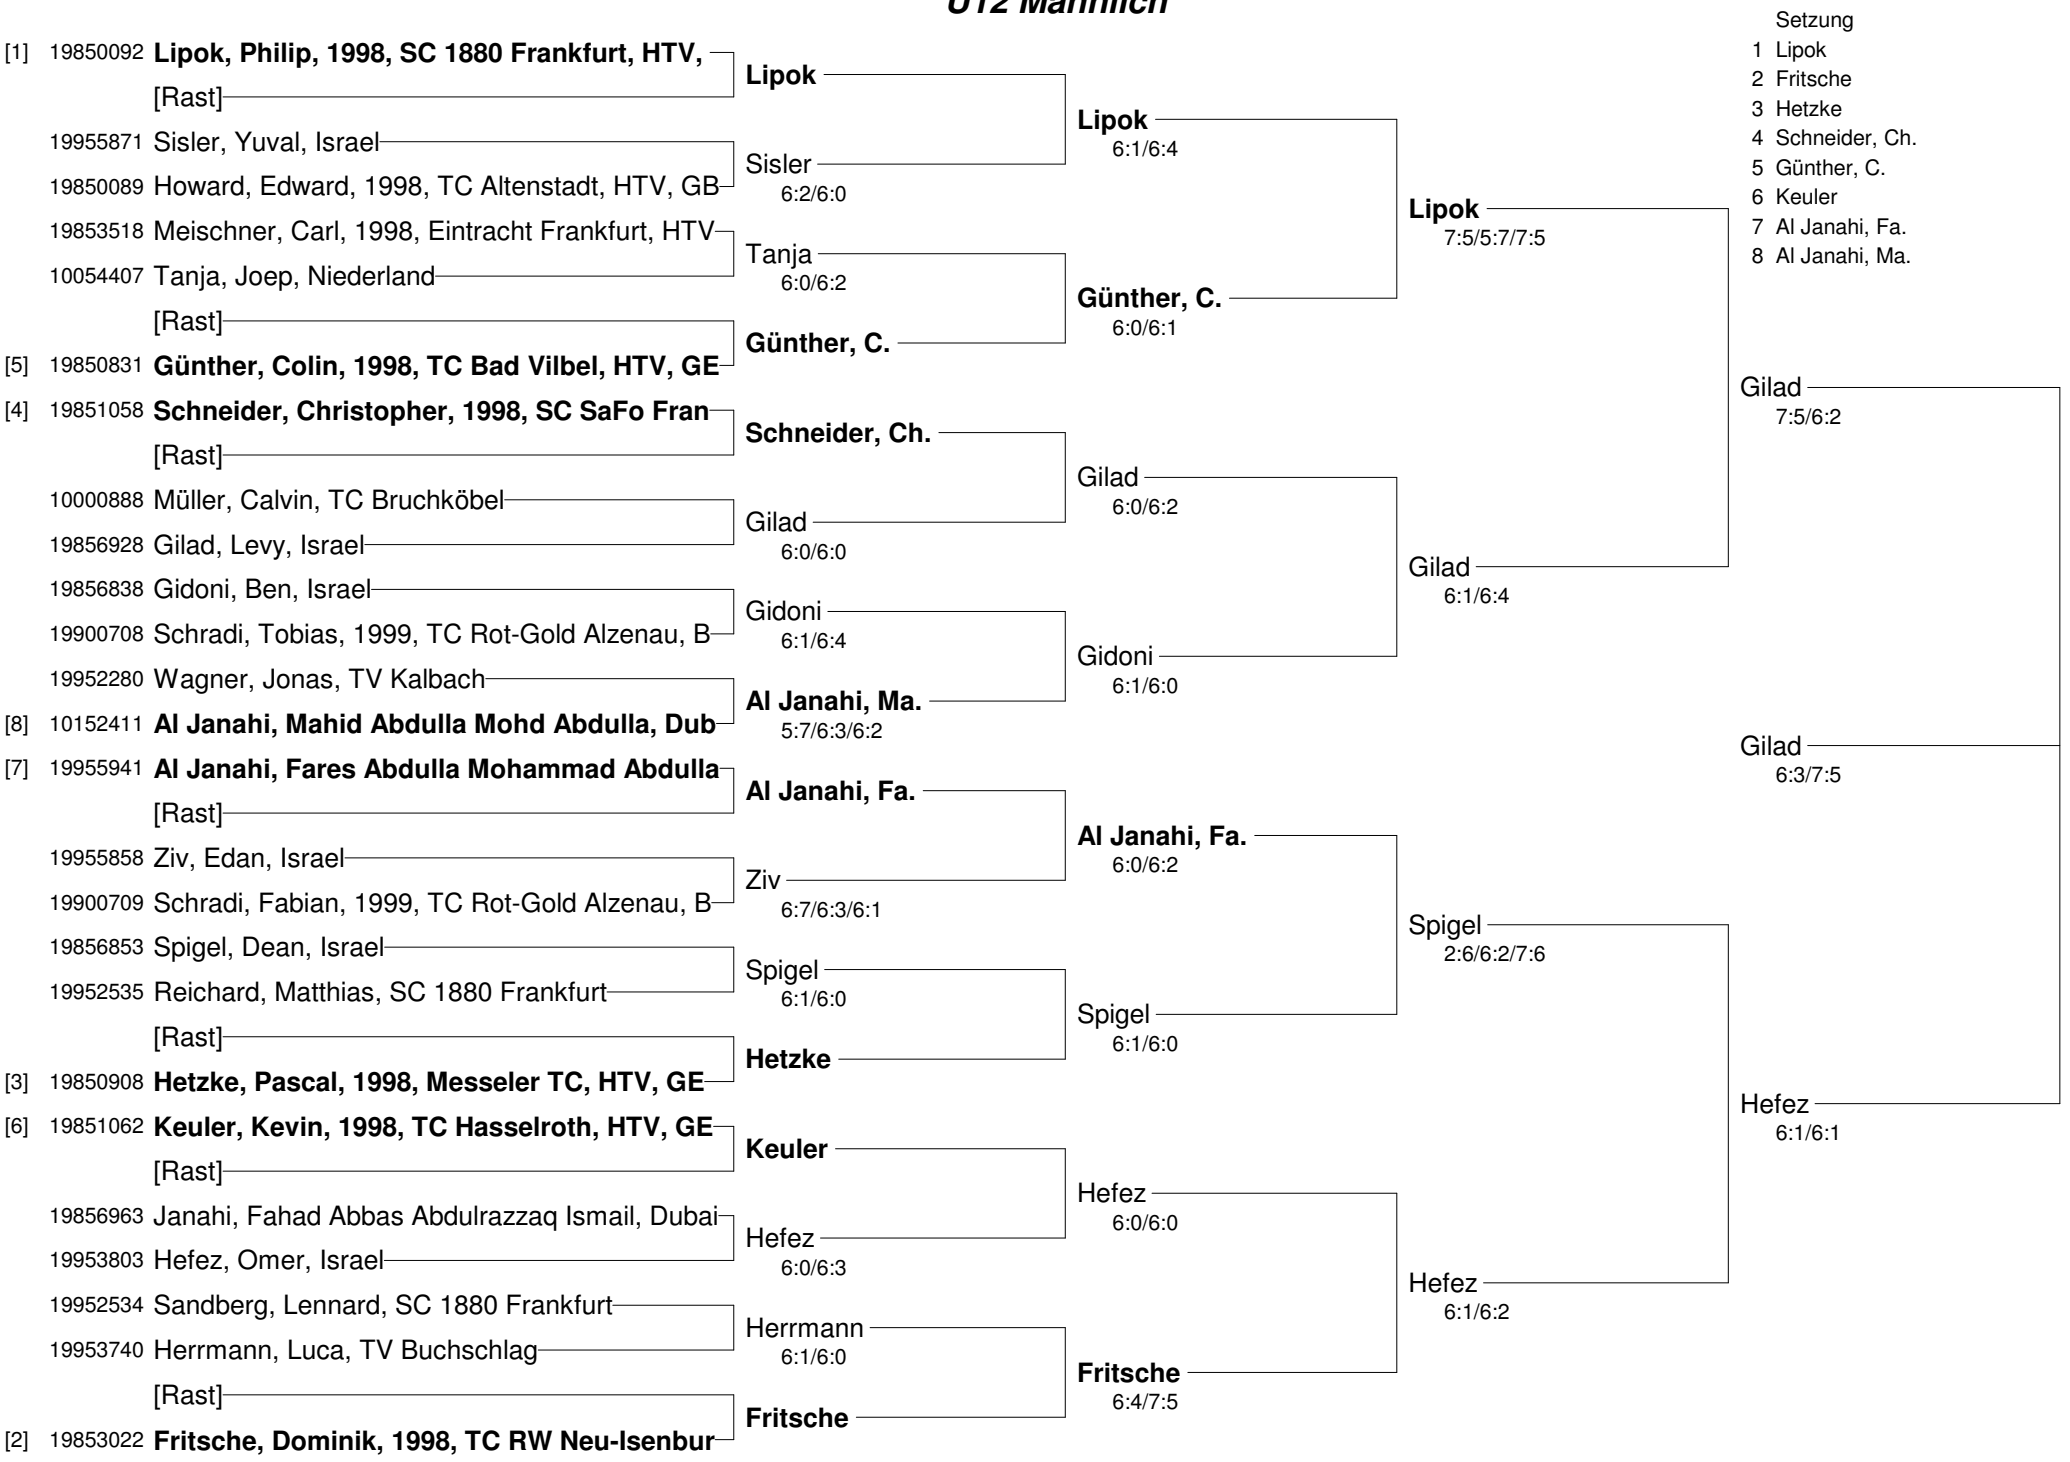 U12 Männlich
[1] 19850092 Lipok, Philip, 1998, SC 1880 Frankfurt, HTV,
[Rast]
19955871 Sisler, Yuval, Israel
19850089 Howard, Edward, 1998, TC Altenstadt, HTV, GB
19853518 Meischner, Carl, 1998, Eintracht Frankfurt, HTV
10054407 Tanja, Joep, Niederland
[Rast]
[5] 19850831 Günther, Colin, 1998, TC Bad Vilbel, HTV, GE
[4] 19851058 Schneider, Christopher, 1998, SC SaFo Fran
[Rast]
10000888 Müller, Calvin, TC Bruchköbel
19856928 Gilad, Levy, Israel
19856838 Gidoni, Ben, Israel
19900708 Schradi, Tobias, 1999, TC Rot-Gold Alzenau, B
19952280 Wagner, Jonas, TV Kalbach
[8] 10152411 Al Janahi, Mahid Abdulla Mohd Abdulla, Dub
[7] 19955941 Al Janahi, Fares Abdulla Mohammad Abdulla
[Rast]
19955858 Ziv, Edan, Israel
19900709 Schradi, Fabian, 1999, TC Rot-Gold Alzenau, B
19856853 Spigel, Dean, Israel
19952535 Reichard, Matthias, SC 1880 Frankfurt
[Rast]
[3] 19850908 Hetzke, Pascal, 1998, Messeler TC, HTV, GE
[6] 19851062 Keuler, Kevin, 1998, TC Hasselroth, HTV, GE
[Rast]
19856963 Janahi, Fahad Abbas Abdulrazzaq Ismail, Dubai
19953803 Hefez, Omer, Israel
19952534 Sandberg, Lennard, SC 1880 Frankfurt
19953740 Herrmann, Luca, TV Buchschlag
[Rast]
[2] 19853022 Fritsche, Dominik, 1998, TC RW Neu-Isenbur
Lipok
Sisler
6:2/6:0
Tanja
6:0/6:2
Günther, C.
Schneider, Ch.
Gilad
6:0/6:0
Gidoni
6:1/6:4
Al Janahi, Ma.
5:7/6:3/6:2
Al Janahi, Fa.
Ziv
6:7/6:3/6:1
Spigel
6:1/6:0
Hetzke
Keuler
Hefez
6:0/6:3
Herrmann
6:1/6:0
Fritsche
Lipok
6:1/6:4
Günther, C.
6:0/6:1
Gilad
6:0/6:2
Gidoni
6:1/6:0
Al Janahi, Fa.
6:0/6:2
Spigel
6:1/6:0
Hefez
6:0/6:0
Fritsche
6:4/7:5
Lipok
7:5/5:7/7:5
Gilad
6:1/6:4
Spigel
2:6/6:2/7:6
Hefez
6:1/6:2
Gilad
7:5/6:2
Gilad
6:3/7:5
Hefez
6:1/6:1
Setzung
1 Lipok
2 Fritsche
3 Hetzke
4 Schneider, Ch.
5 Günther, C.
6 Keuler
7 Al Janahi, Fa.
8 Al Janahi, Ma.